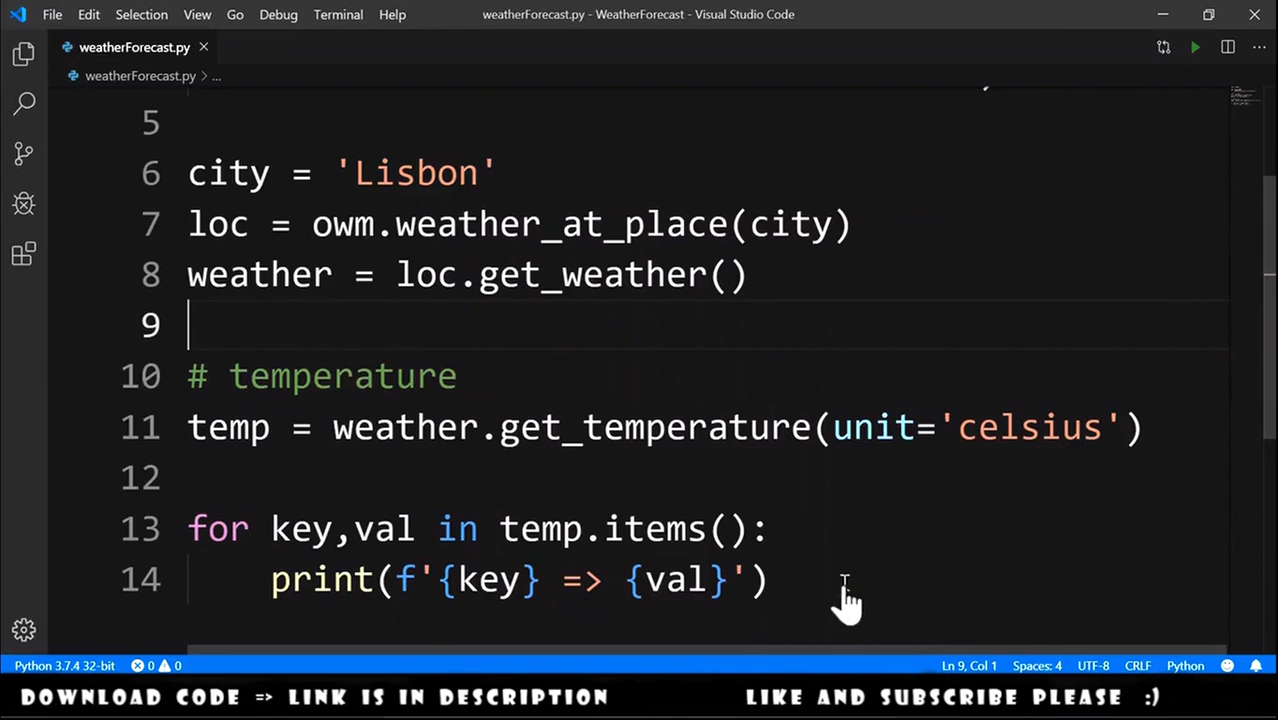 File Edit Selection View Go Debug Terminal Help weatherForecast.py - WeatherForecast - Visual Studio Code
weatherForecast.py
weatherForecast.py > ...
5
6 city = 'Lisbon'
7 loc = owm.weather_at_place(city)
8 weather = loc.get_weather()
9
10 # temperature
11 temp = weather.get_temperature(unit='celsius')
12
13 for key,val in temp.items():
14 print(f'{key} => {val}')
Python 3.7.4 32-bit 0 0 Ln 9, Col 1 Spaces: 4 UTF-8 CRLF Python
DOWNLOAD CODE => LINK IS IN DESCRIPTION LIKE AND SUBSCRIBE PLEASE :)